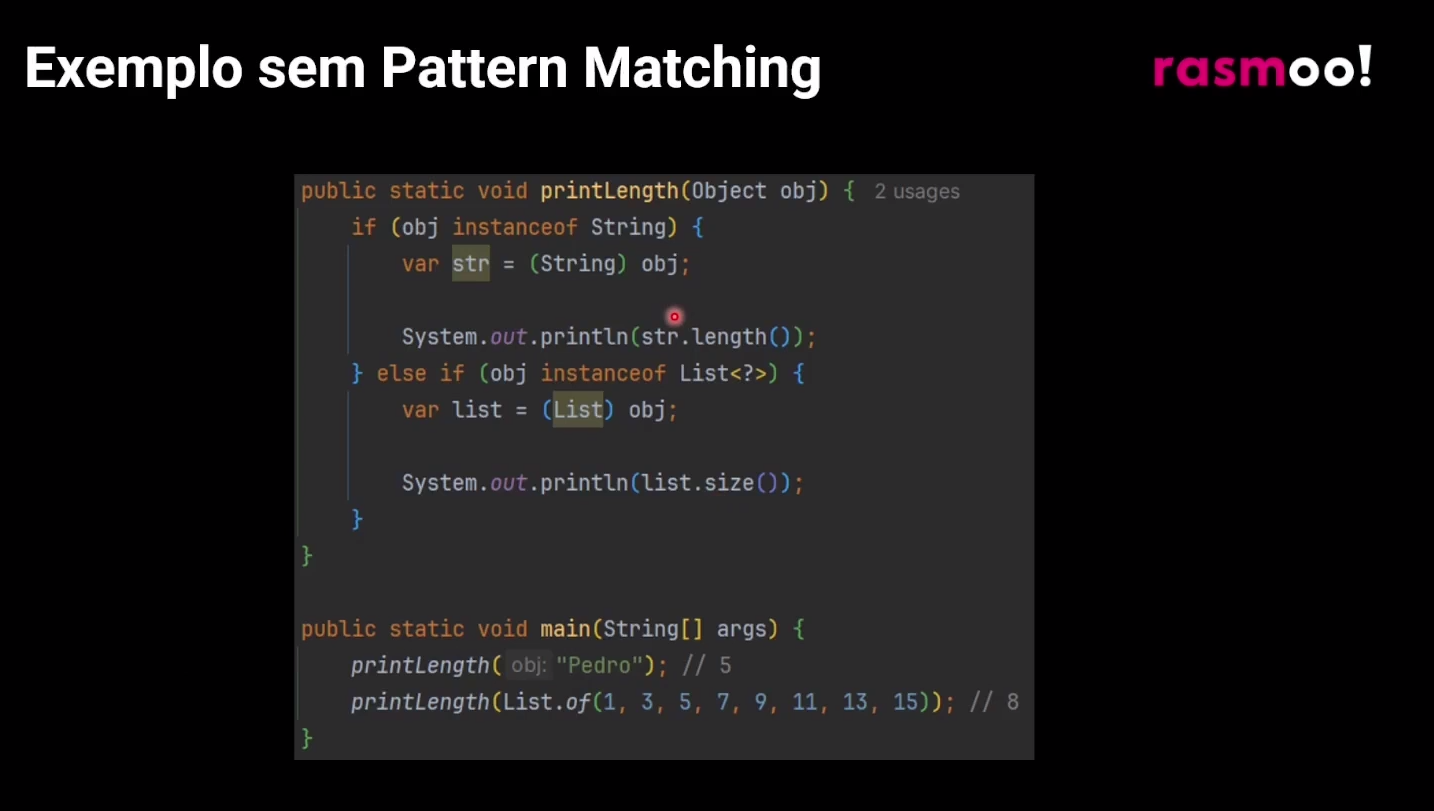 Exemplo sem Pattern Matching
rasmoo!
public static void printLength(Object obj) { 2 usages
if (obj instanceof String) {
var str = (String) obj;
System.out.println(str.length());
} else if (obj instanceof List<?>) {
var list = (List) obj;
System.out.println(list.size());
}
}
public static void main(String[] args) {
printLength( obj: "Pedro"); // 5
printLength(List.of(1, 3, 5, 7, 9, 11, 13, 15)); // 8
}